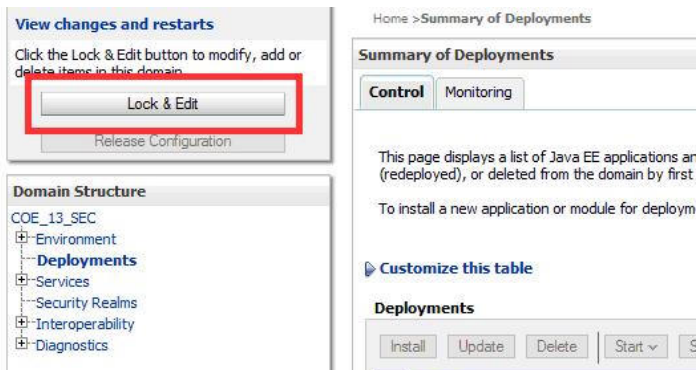 View changes and restarts
Click the Lock & Edit button to modify, add or
delete items in this domain.
Lock & Edit
Release Configuration
Domain Structure
COE_13_SEC
Environment
Deployments
Services
Security Realms
Interoperability
Diagnostics
Home >Summary of Deployments
Summary of Deployments
Control Monitoring
This page displays a list of Java EE applications an
(redeployed), or deleted from the domain by first
To install a new application or module for deploym
Customize this table
Deployments
Install Update Delete Start S